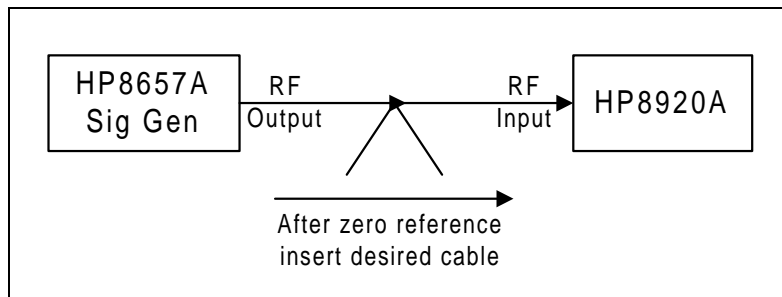 HP8657A
Sig Gen
RF
Output
RF
Input
HP8920A
After zero reference
insert desired cable